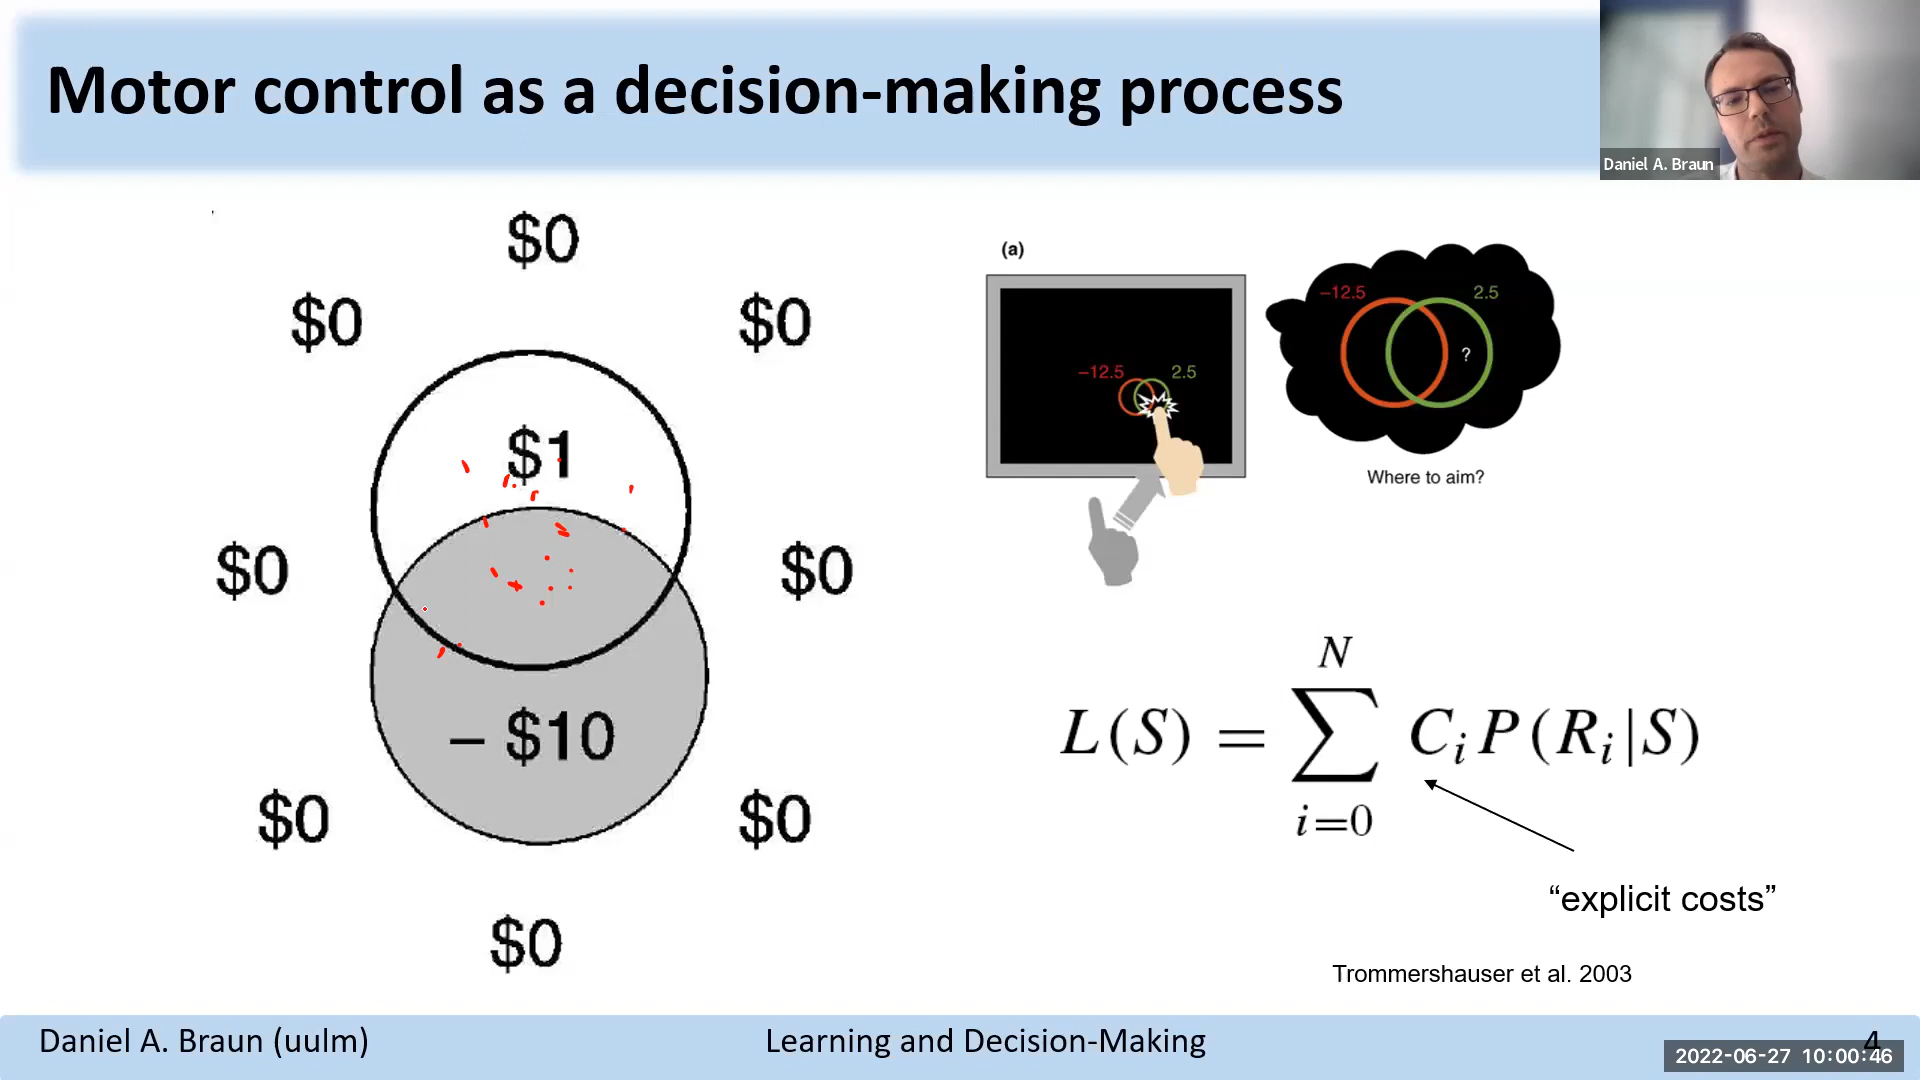 Motor control as a decision-making process
Daniel A. Braun
$0
$0
$0
$1
$0
$0
– $10
$0
$0
$0
(a)
–12.5
2.5
–12.5
2.5
?
Where to aim?
L(S) = ∑ C_i P(R_i|S)
N
i=0
“explicit costs”
Trommershauser et al. 2003
Daniel A. Braun (uulm)
Learning and Decision-Making
4
2022-06-27 10:00:46